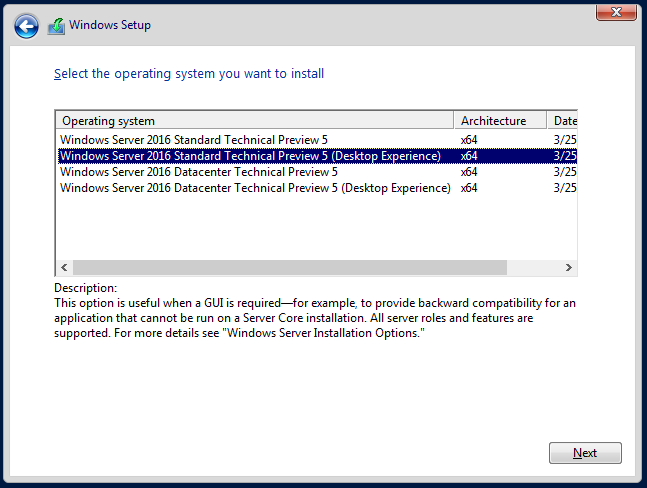 Windows Setup
Select the operating system you want to install
Operating system Architecture Date
Windows Server 2016 Standard Technical Preview 5 x64 3/25
Windows Server 2016 Standard Technical Preview 5 (Desktop Experience) x64 3/25
Windows Server 2016 Datacenter Technical Preview 5 x64 3/25
Windows Server 2016 Datacenter Technical Preview 5 (Desktop Experience) x64 3/25
Description:
This option is useful when a GUI is required—for example, to provide backward compatibility for an
application that cannot be run on a Server Core installation. All server roles and features are
supported. For more details see "Windows Server Installation Options."
Next